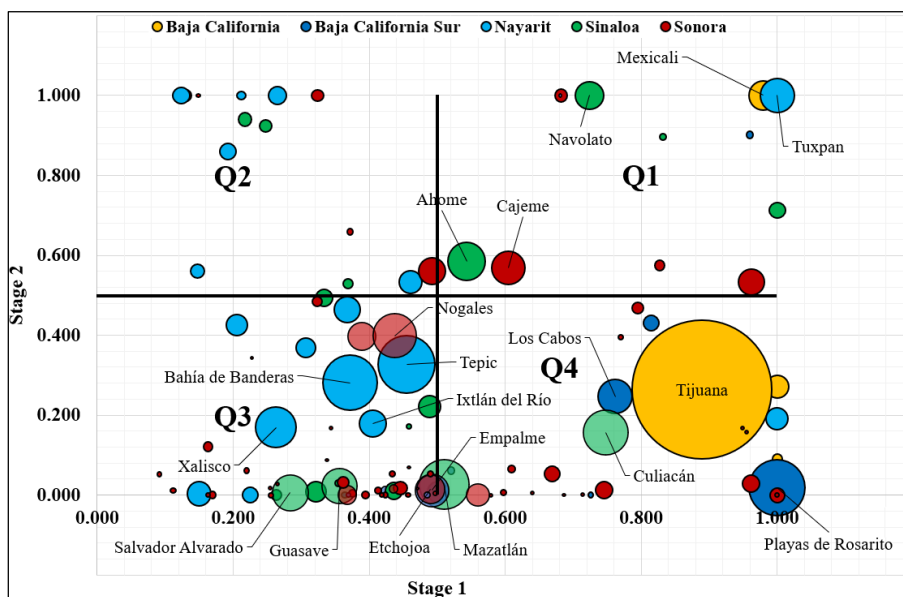 Baja California Baja California Sur Nayarit Sinaloa Sonora
Mexicali
1.000
Navolato
Tuxpan
0.800
Q2
Q1
Ahome
Cajeme
0.600
Stage 2
Nogales
0.400
Los Cabos
Q4
Tepic
Bahía de Banderas
Tijuana
Ixtlán del Río
0.200
Q3
Empalme
Xalisco
Culiacán
0.000
0.000 0.200 0.400 0.600 0.800 1.000
Salvador Alvarado
Guasave
Etchojoa
Mazatlán
Playas de Rosarito
Stage 1